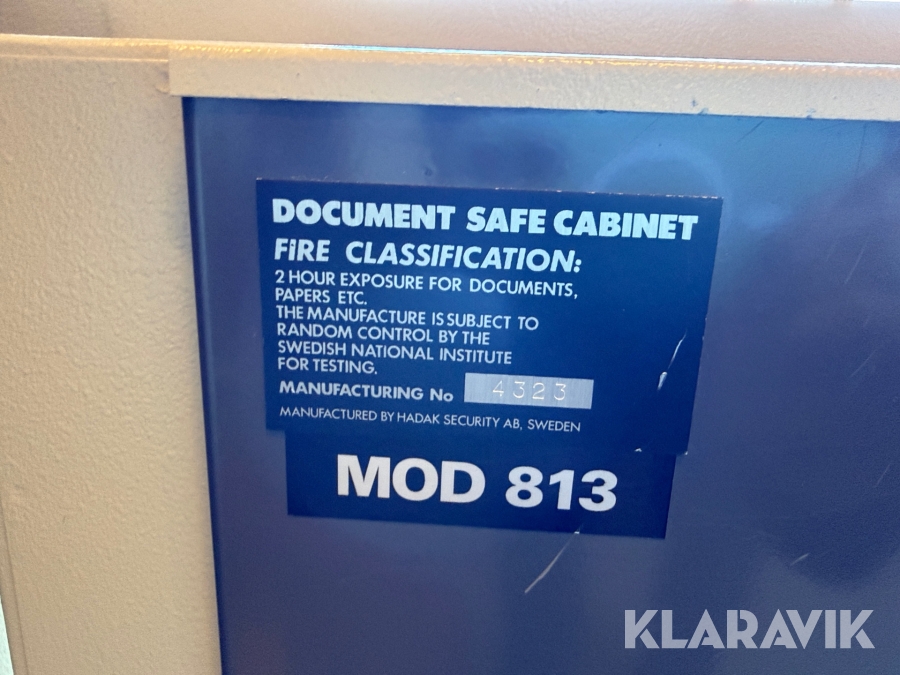 DOCUMENT SAFE CABINET
FIRE CLASSIFICATION:
2 HOUR EXPOSURE FOR DOCUMENTS,
PAPERS ETC.
THE MANUFACTURE IS SUBJECT TO
RANDOM CONTROL BY THE
SWEDISH NATIONAL INSTITUTE
FOR TESTING.
MANUFACTURING No 4323
MANUFACTURED BY HADAK SECURITY AB, SWEDEN
MOD 813
KLARAVIK